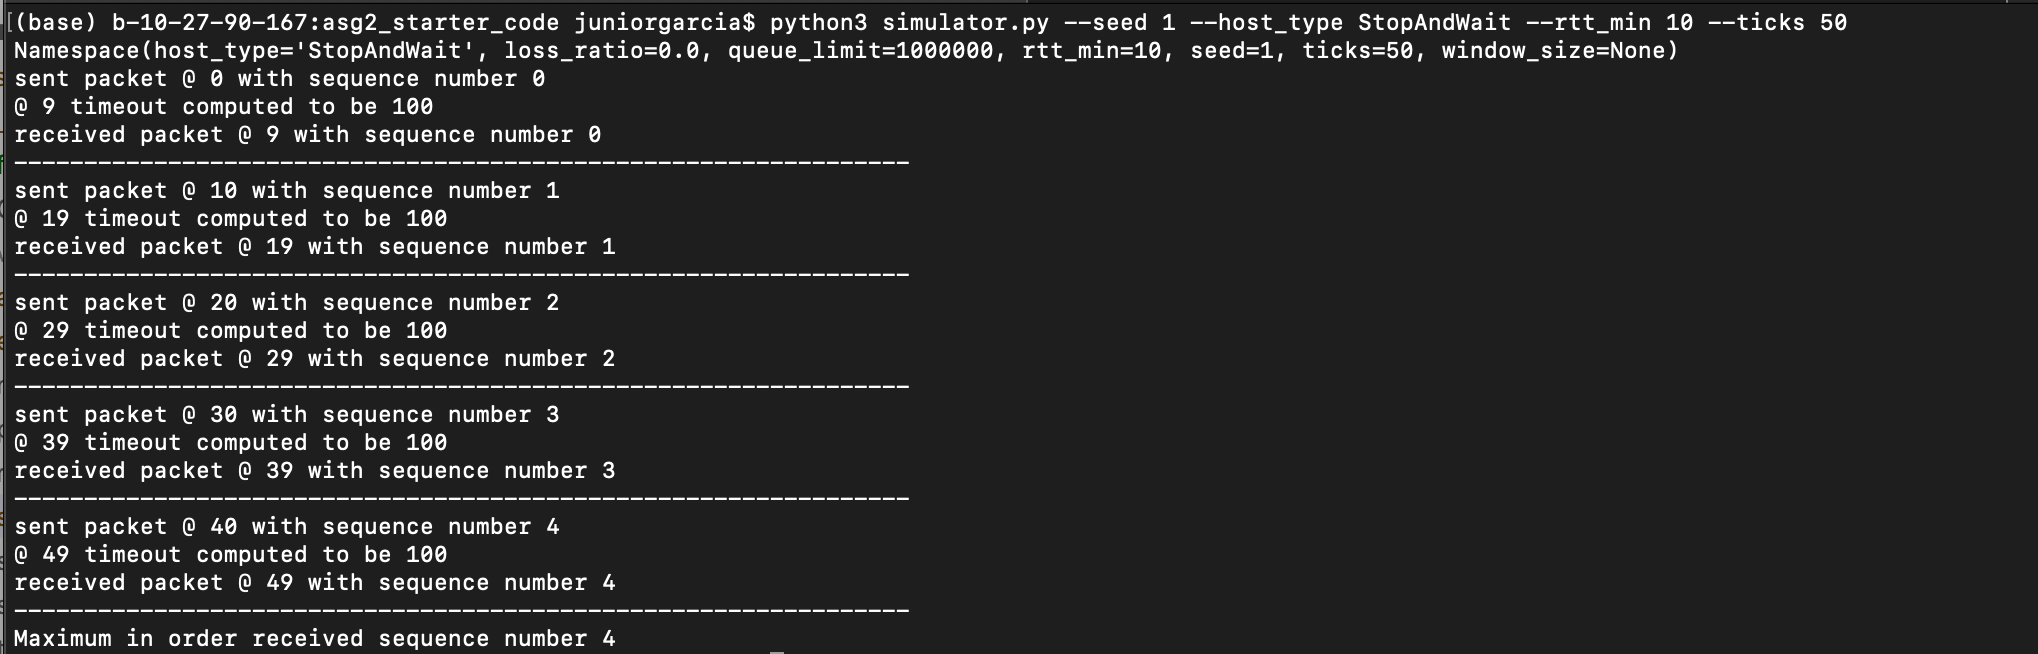 [(base) b-10-27-90-167:asg2_starter_code juniorgarcia$ python3 simulator.py --seed 1 --host_type StopAndWait --rtt_min 10 --ticks 50
Namespace(host_type='StopAndWait', loss_ratio=0.0, queue_limit=1000000, rtt_min=10, seed=1, ticks=50, window_size=None)
sent packet @ 0 with sequence number 0
@ 9 timeout computed to be 100
received packet @ 9 with sequence number 0
----------------------------------------------------------------
sent packet @ 10 with sequence number 1
@ 19 timeout computed to be 100
received packet @ 19 with sequence number 1
----------------------------------------------------------------
sent packet @ 20 with sequence number 2
@ 29 timeout computed to be 100
received packet @ 29 with sequence number 2
----------------------------------------------------------------
sent packet @ 30 with sequence number 3
@ 39 timeout computed to be 100
received packet @ 39 with sequence number 3
----------------------------------------------------------------
sent packet @ 40 with sequence number 4
@ 49 timeout computed to be 100
received packet @ 49 with sequence number 4
----------------------------------------------------------------
Maximum in order received sequence number 4